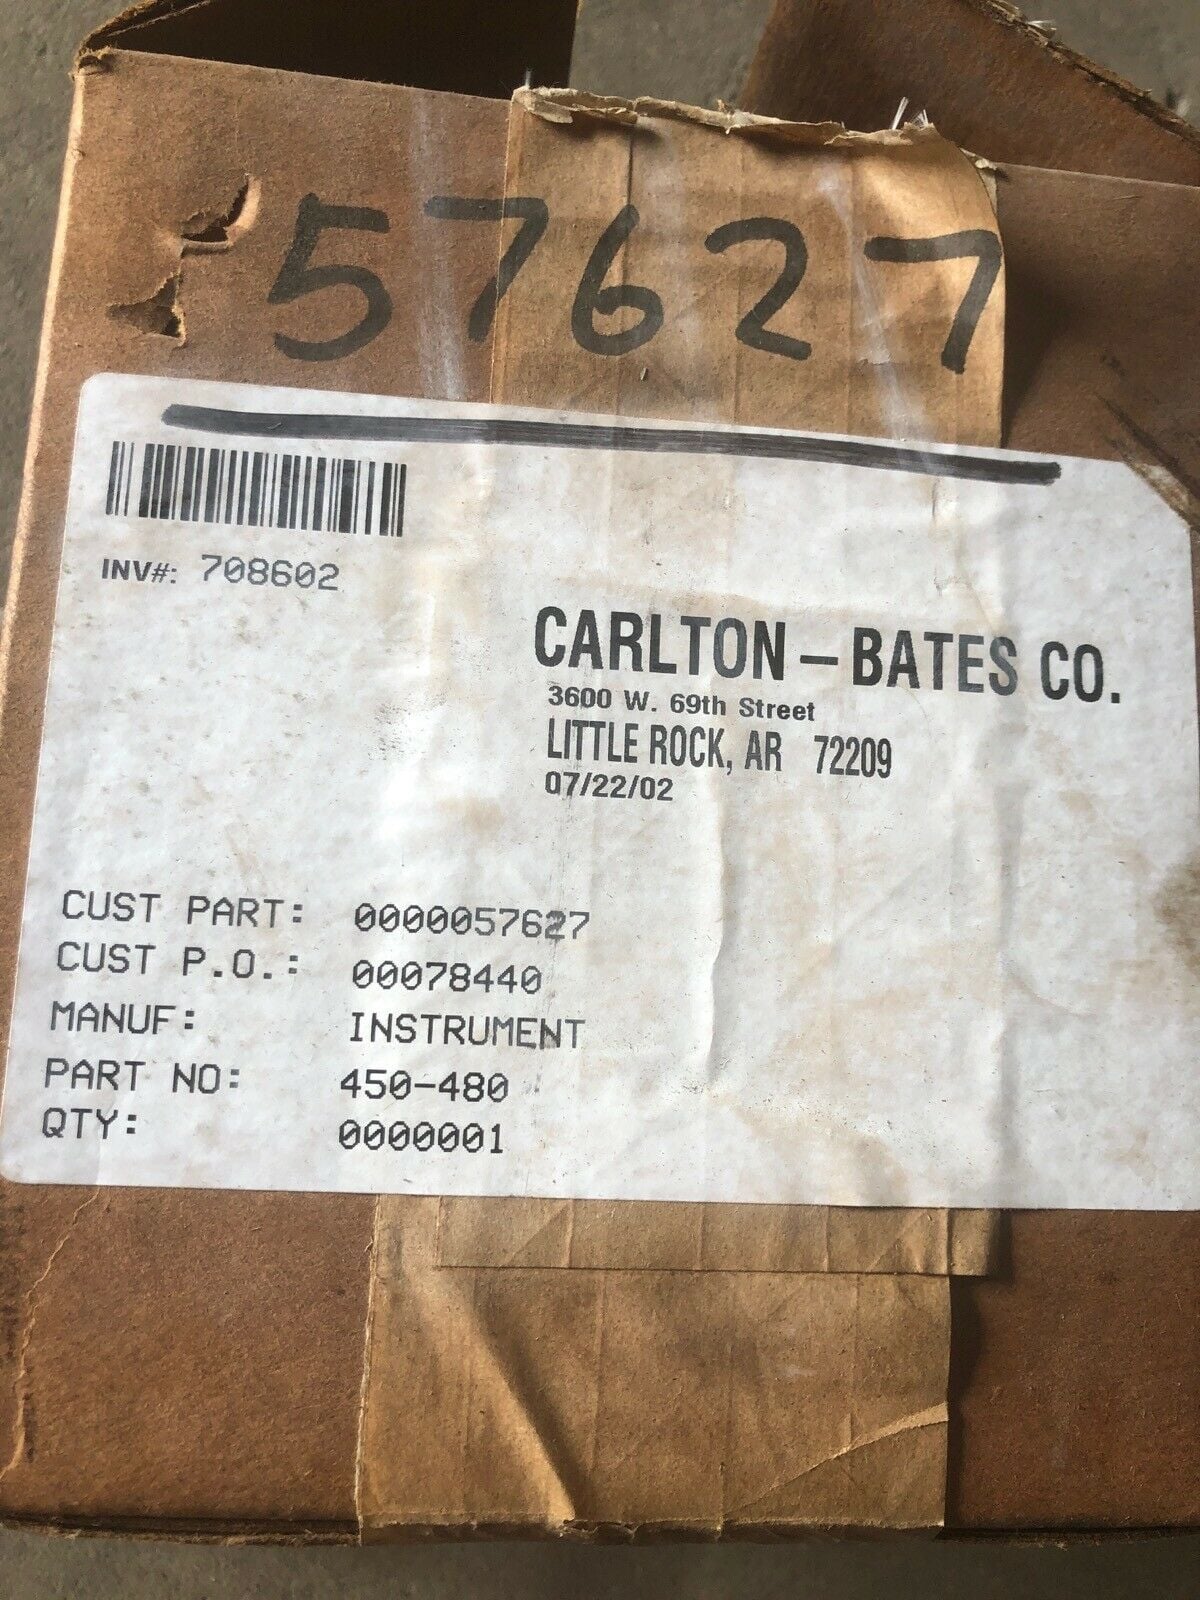 57627
INV#: 708602
CARLTON - BATES CO.
3600 W. 69th Street
LITTLE ROCK, AR 72209
07/22/02
CUST PART: 0000057627
CUST P.O.: 00078440
MANUF: INSTRUMENT
PART NO: 450-480
QTY: 0000001